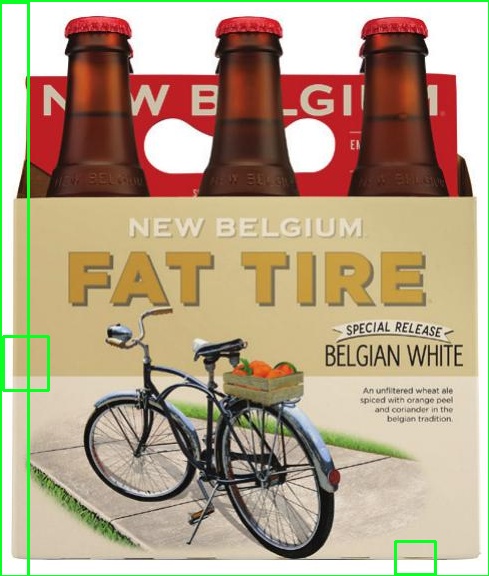 NEW BELGIUM
NEW BELGIUM
FAT TIRE
SPECIAL RELEASE
BELGIAN WHITE
An unfiltered wheat ale
spiced with orange peel
and coriander in the
belgian tradition.